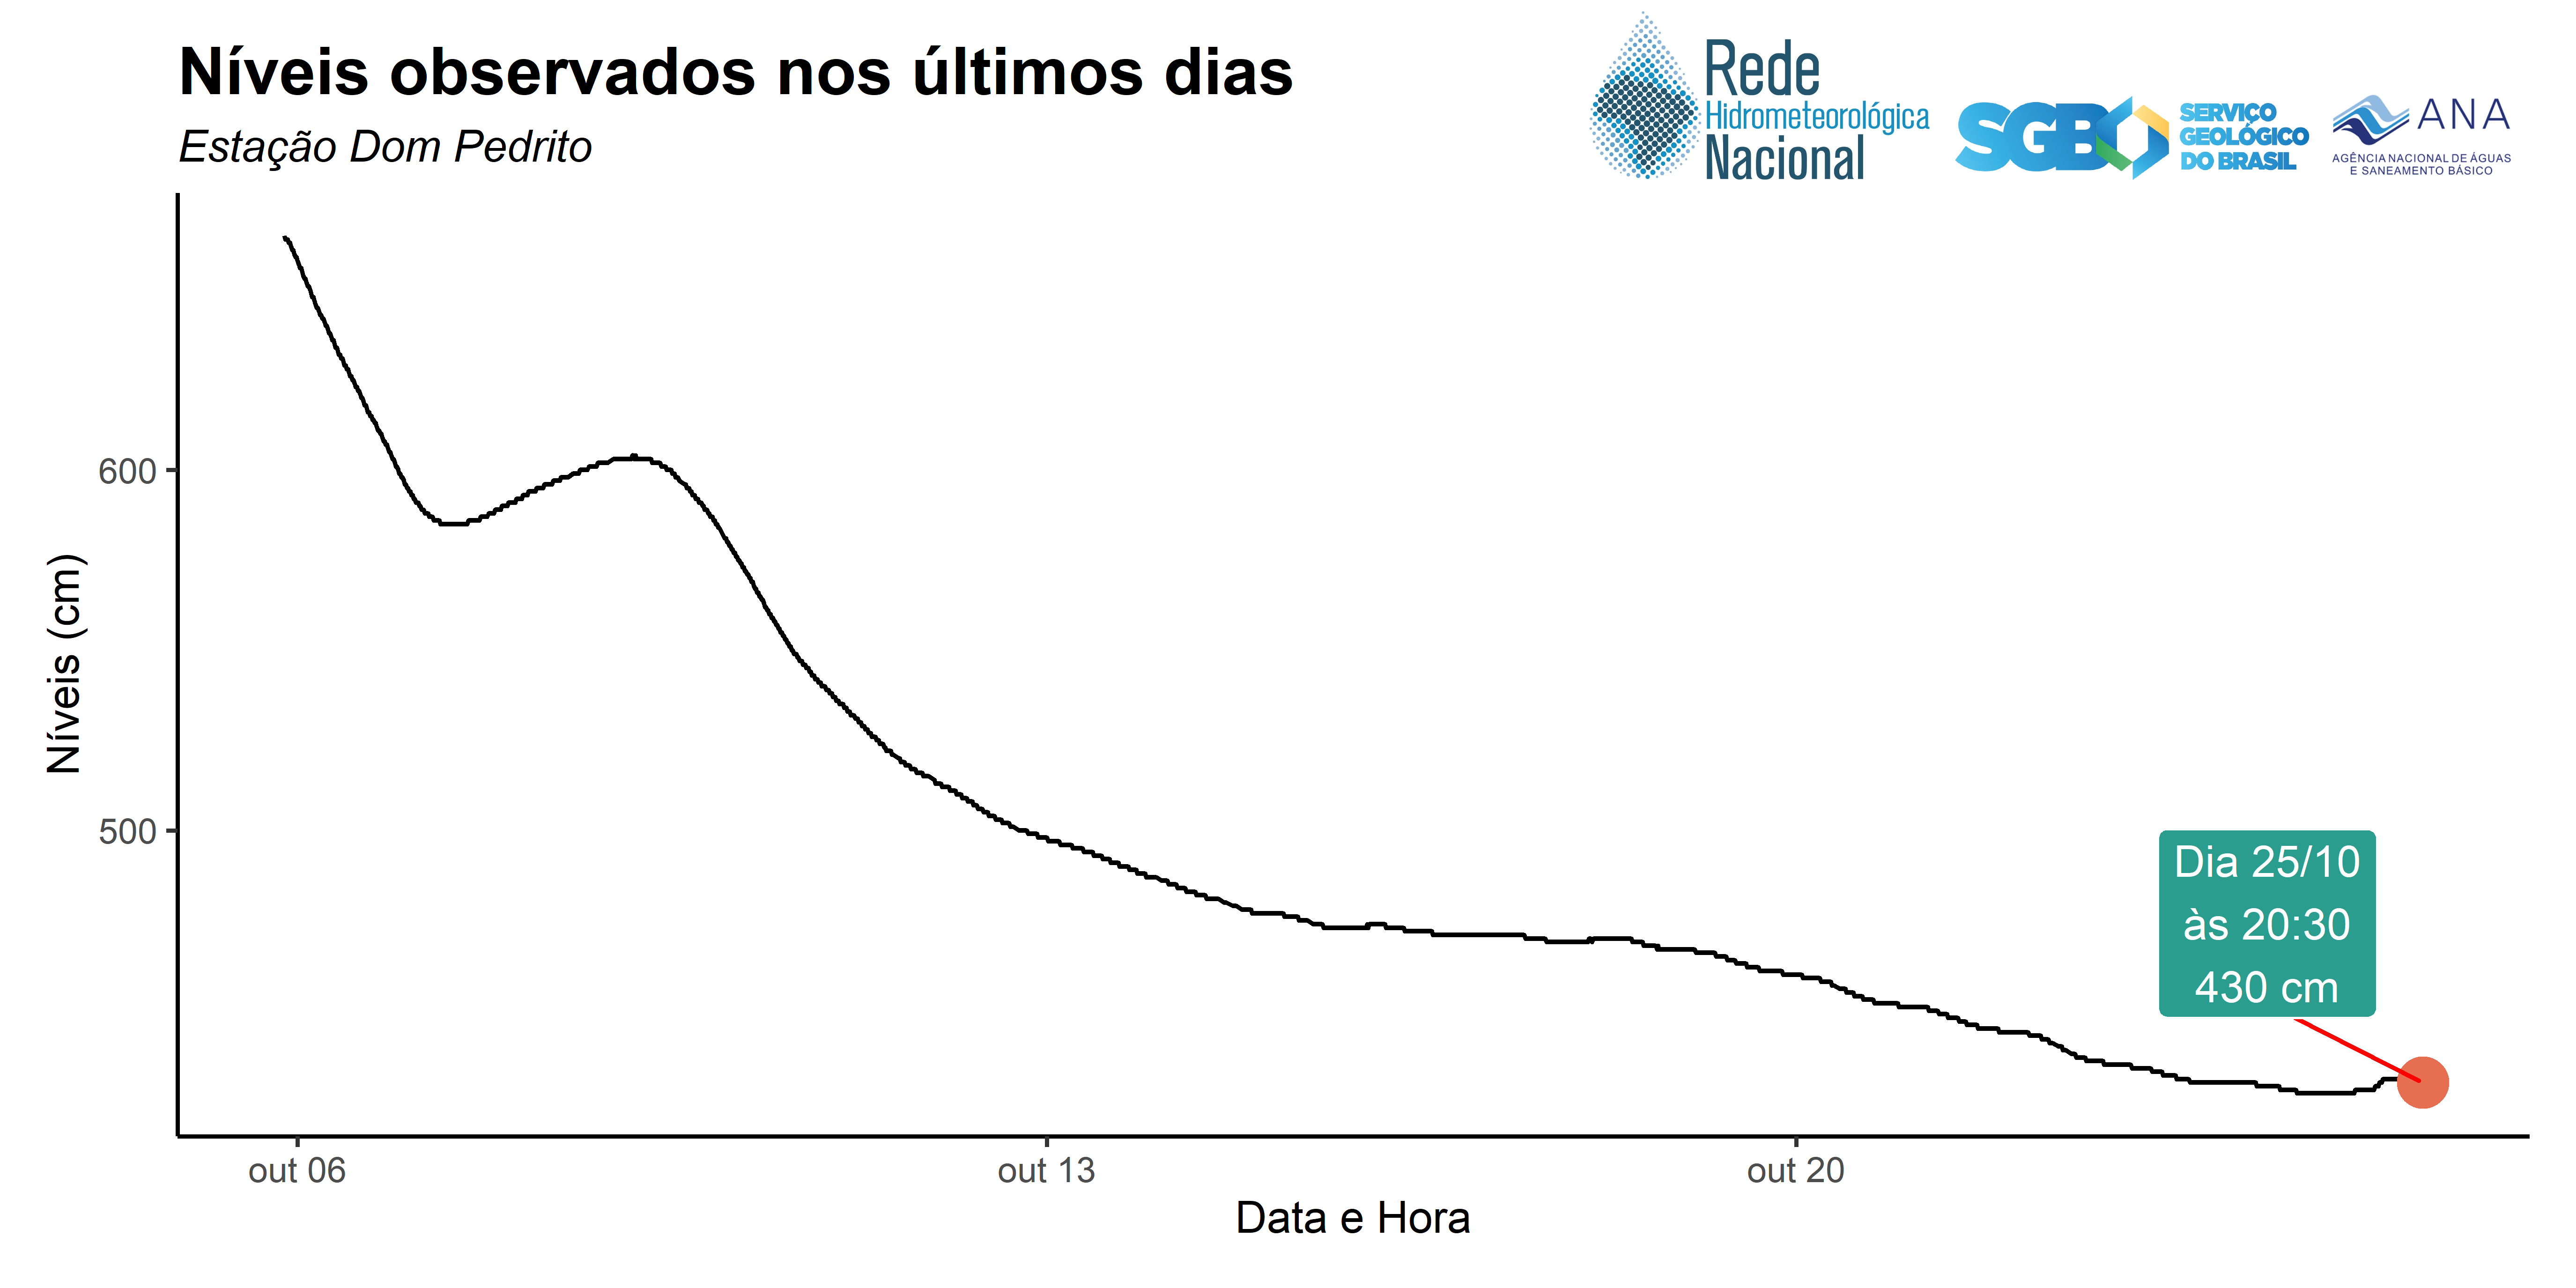 Níveis observados nos últimos dias
Estação Dom Pedrito
Rede
Hidrometeorológica
Nacional
SGB
SERVIÇO
GEOLÓGICO
DO BRASIL
ANA
AGÊNCIA NACIONAL DE ÁGUAS
E SANEAMENTO BÁSICO
Níveis (cm)
600
500
Dia 25/10
às 20:30
430 cm
out 06
out 13
out 20
Data e Hora